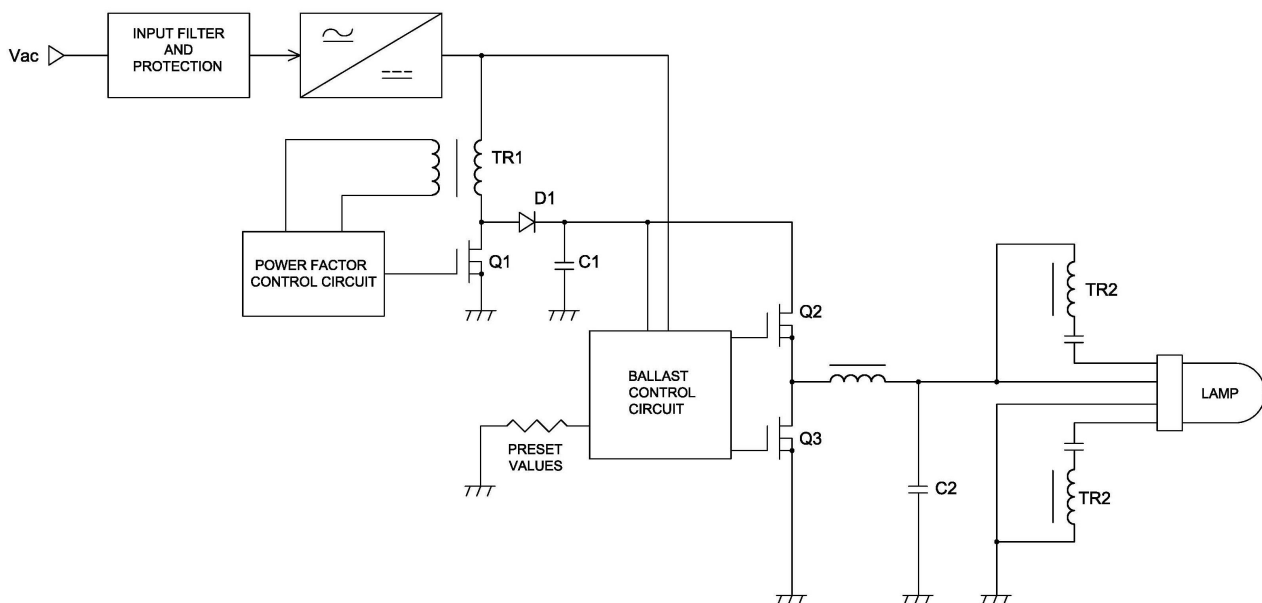 Vac
INPUT FILTER
AND
PROTECTION
TR1
D1
POWER FACTOR
CONTROL CIRCUIT
Q1
C1
TR2
Q2
BALLAST
CONTROL
CIRCUIT
LAMP
Q3
PRESET
VALUES
C2
TR2